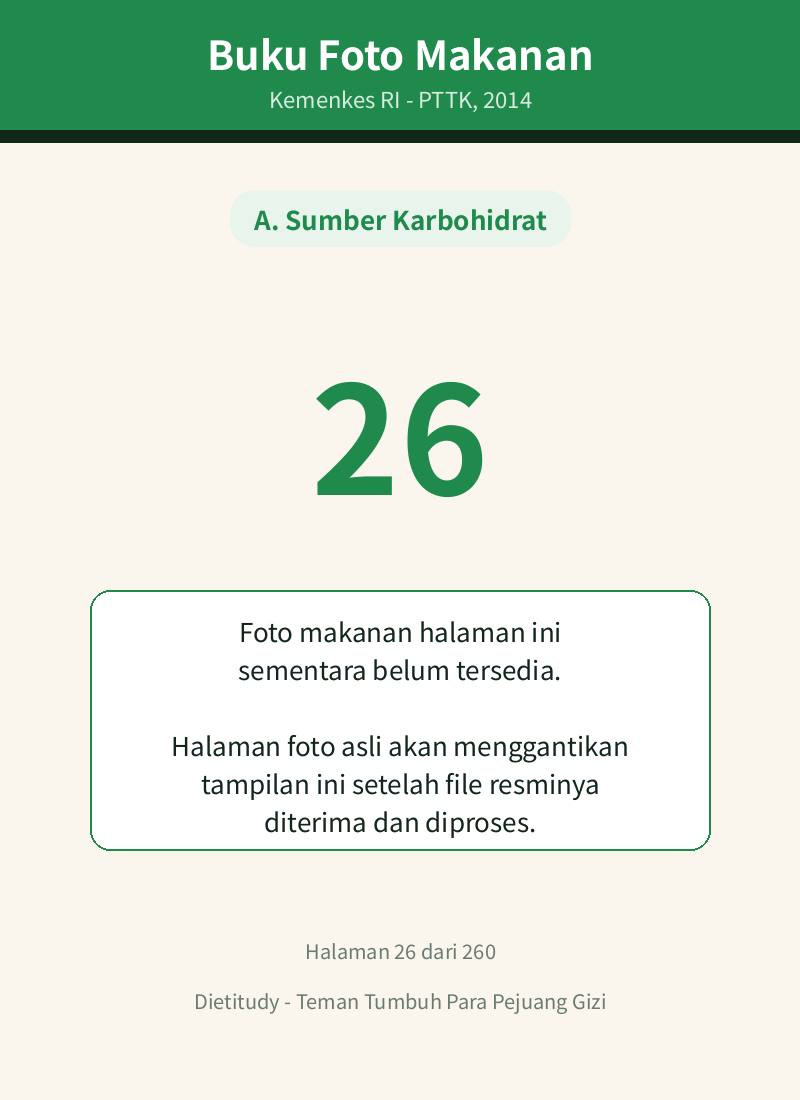 Buku Foto Makanan
Kemenkes RI - PTTK, 2014
A. Sumber Karbohidrat
26
Foto makanan halaman ini
sementara belum tersedia.
Halaman foto asli akan menggantikan
tampilan ini setelah file resminya
diterima dan diproses.
Halaman 26 dari 260
Dietitudy - Teman Tumbuh Para Pejuang Gizi